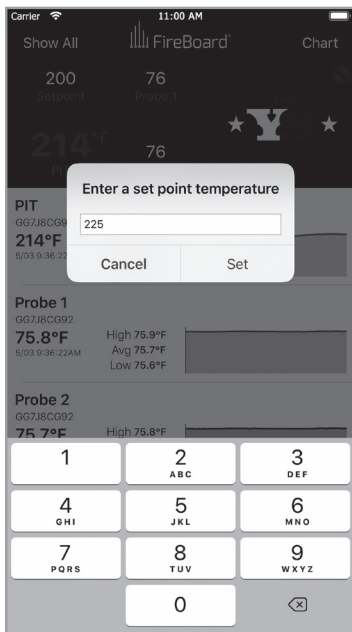 Carrier 11:00 AM
Show All FireBoard Chart
200 76
Setpoint Probe 1
214°F 76
Y
Enter a set point temperature
225
Cancel Set
PIT
GG7J8CG9
214°F
5/03 9:36:22
Probe 1
GG7J8CG92
75.8°F
5/03 9:36:22AM
High 75.9°F
Avg 75.7°F
Low 75.6°F
Probe 2
GG7J8CG92
75.7°F High 75.8°F
1 2 3
ABC DEF
4 5 6
GHI JKL MNO
7 8 9
PQRS TUV WXYZ
0